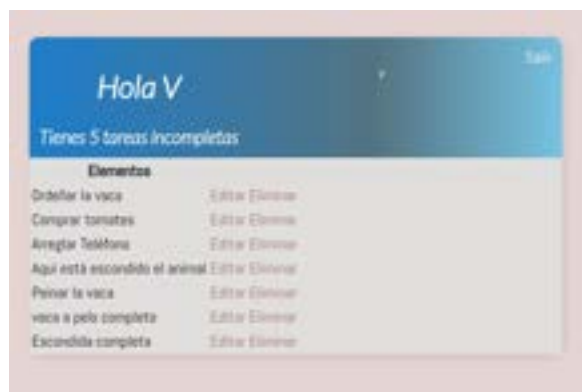 Salir
Hola V
Tienes 5 tareas incompletas
Elementos
Ordeñar la vaca Editar Eliminar
Comprar tomates Editar Eliminar
Arreglar Teléfono Editar Eliminar
Aqui está escondido el animal Editar Eliminar
Peinar la vaca Editar Eliminar
vaca a pelo completo Editar Eliminar
Escondida completa Editar Eliminar